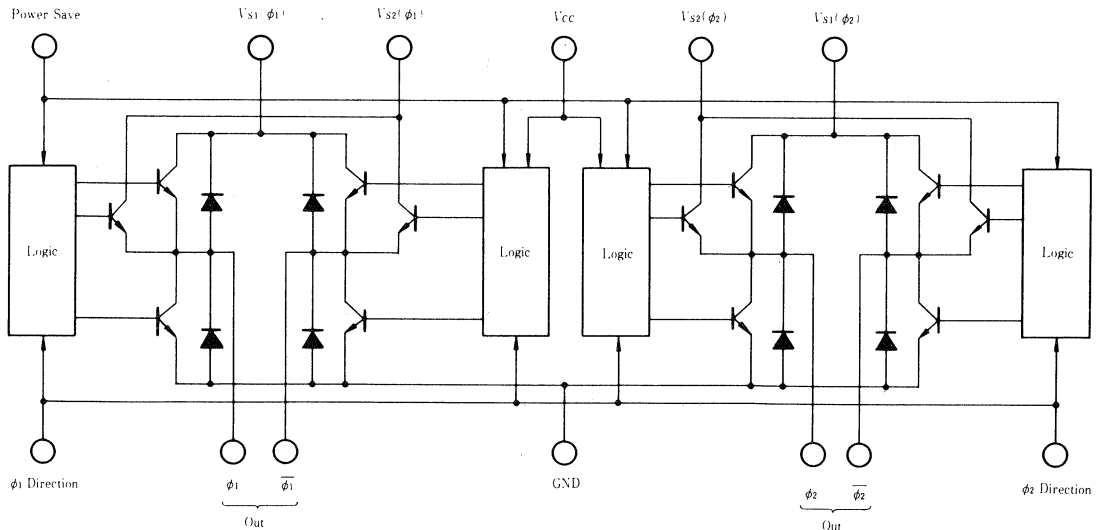 Power Save
VS1(ϕ1)
VS2(ϕ1)
VCC
VS2(ϕ2)
VS1(ϕ2)
Logic
Logic
Logic
Logic
ϕ1 Direction
ϕ1
ϕ1̅
Out
GND
ϕ2
ϕ2̅
Out
ϕ2 Direction